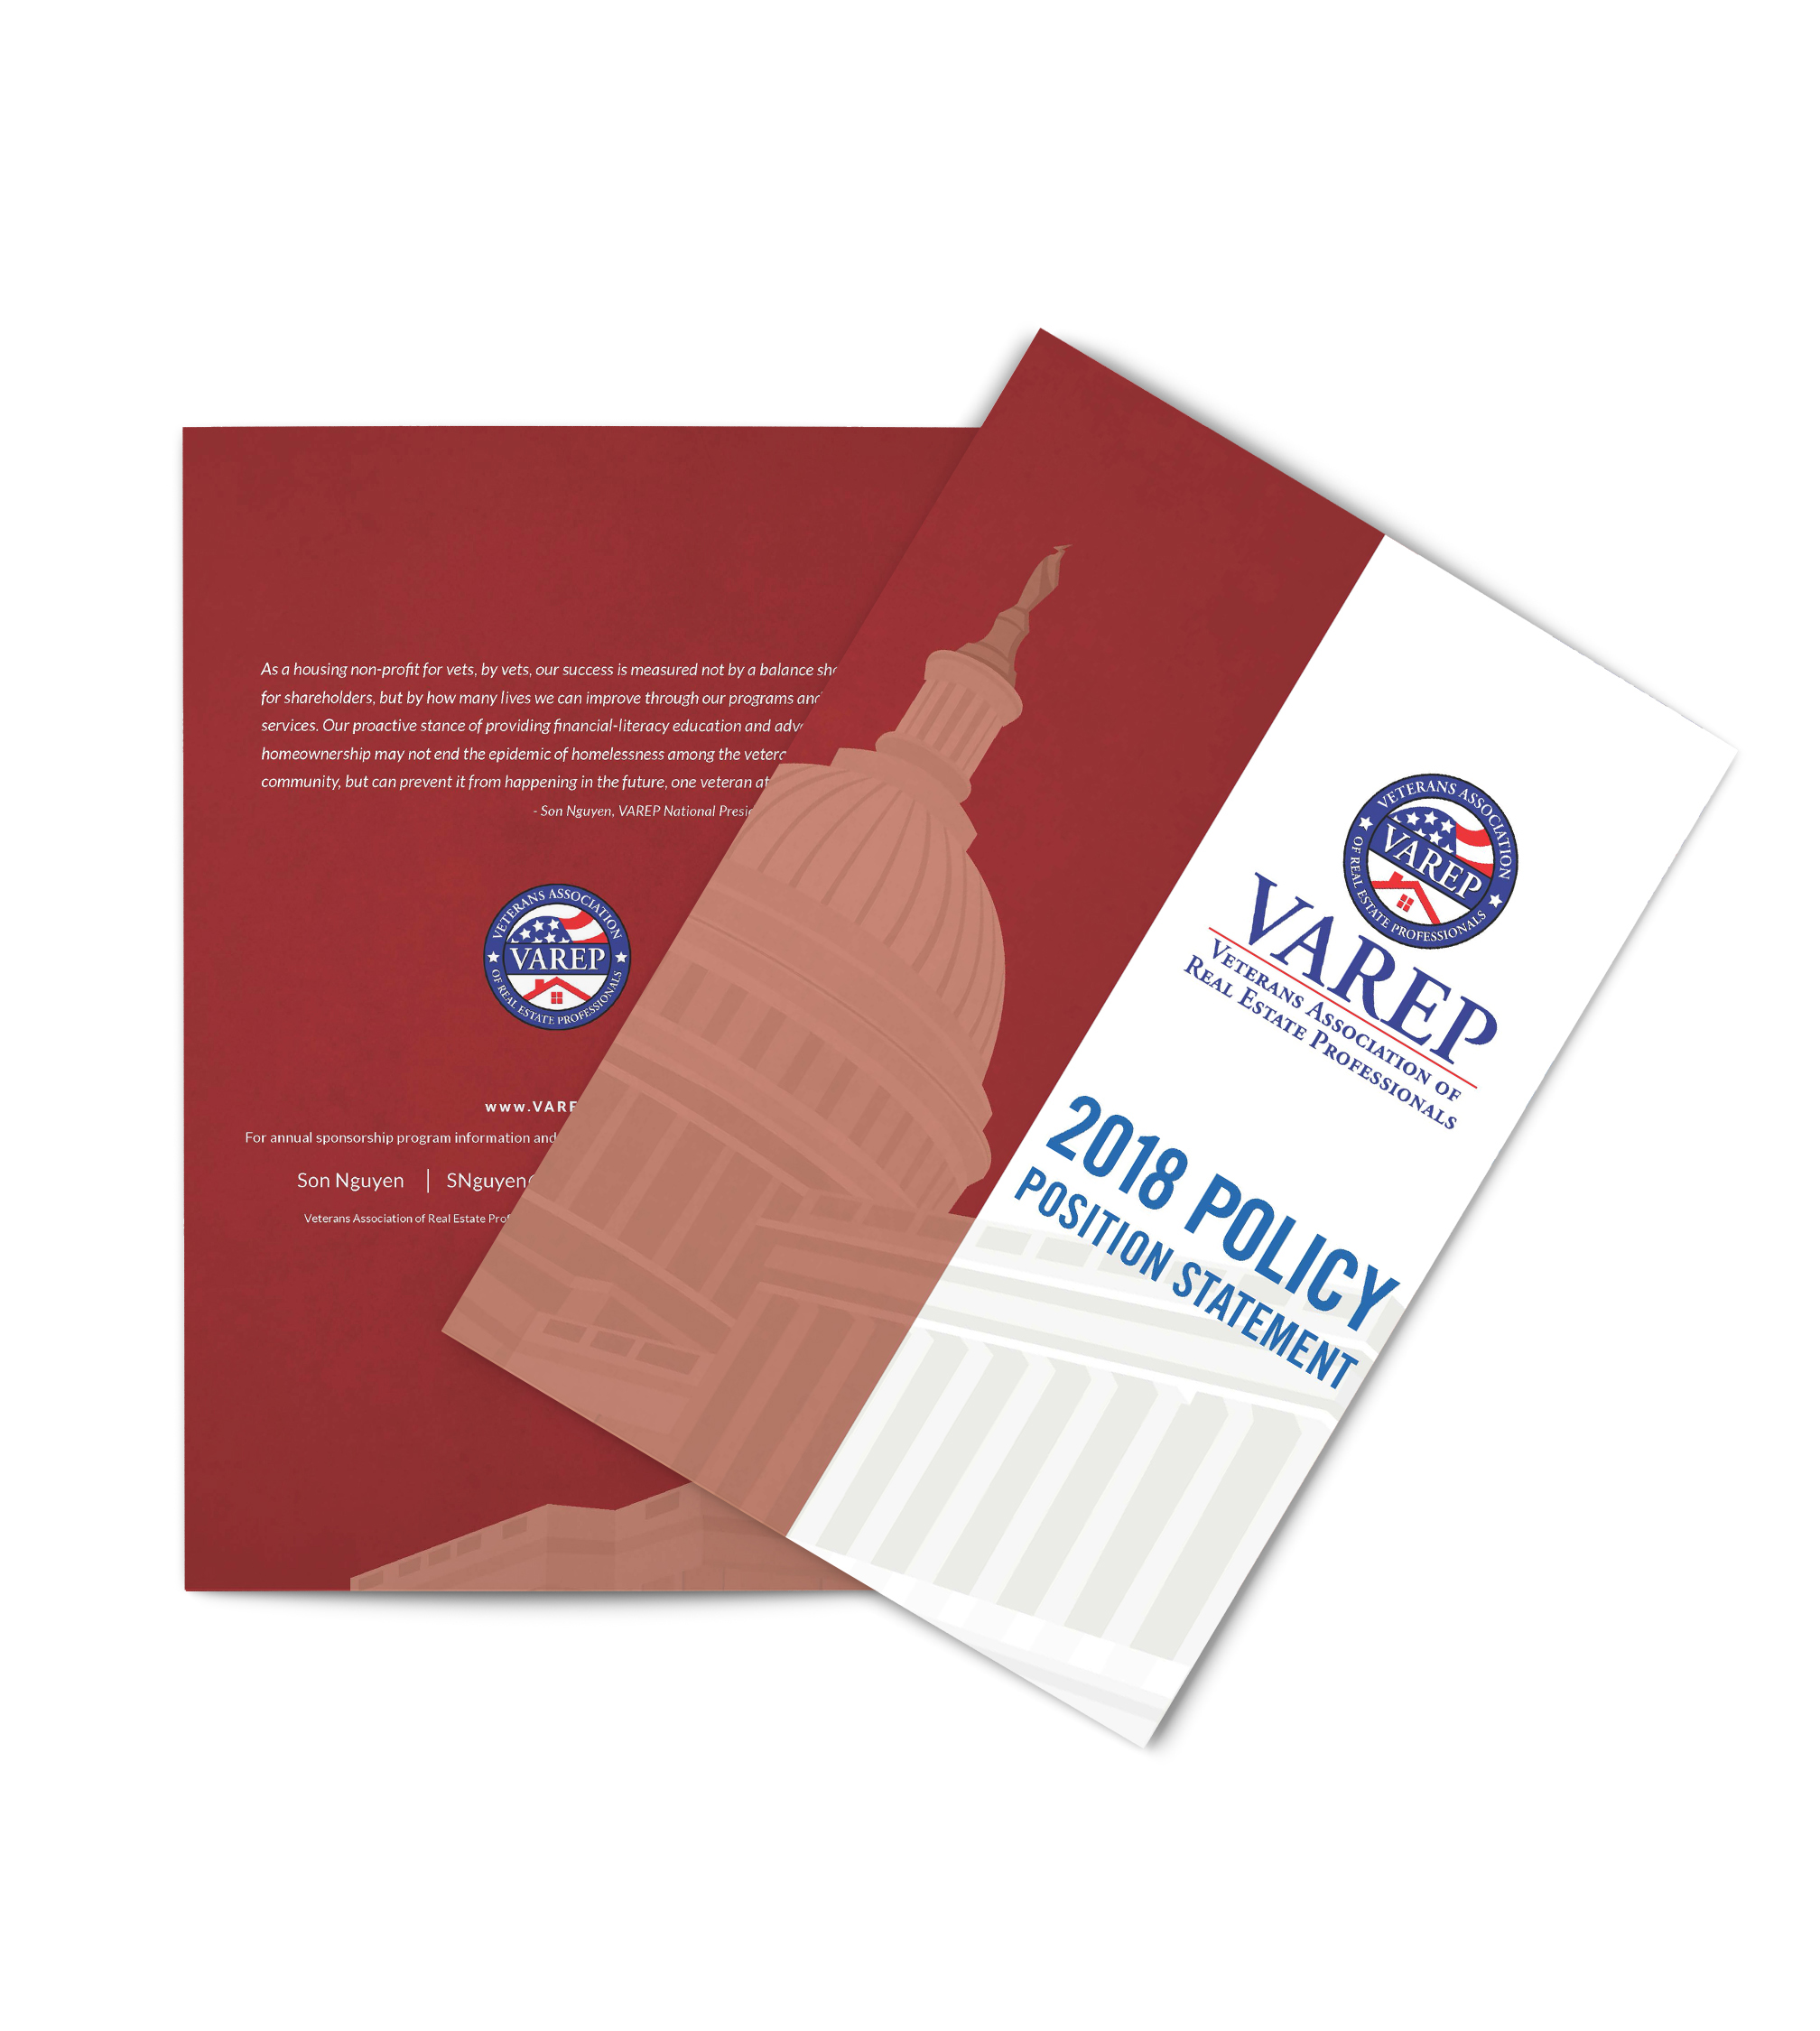 As a housing non-profit for vets, by vets, our success is measured not by a balance
for shareholders, but by how many lives we can improve through our programs
services. Our proactive stance of providing financial-literacy education and
homeownership may not end the epidemic of homelessness among the
community, but can prevent it from happening in the future, one veteran
- Son Nguyen, VAREP National
VETERANS ASSOCIATION
VAREP
OF REAL ESTATE PROFESSIONALS
For annual sponsorship program information and
Son Nguyen |
Veterans Association of Real Estate
VETERANS ASSOCIATION
VAREP
OF REAL ESTATE PROFESSIONALS
VAREP
VETERANS ASSOCIATION OF
REAL ESTATE PROFESSIONALS
2018 POLICY
POSITION STATEMENT